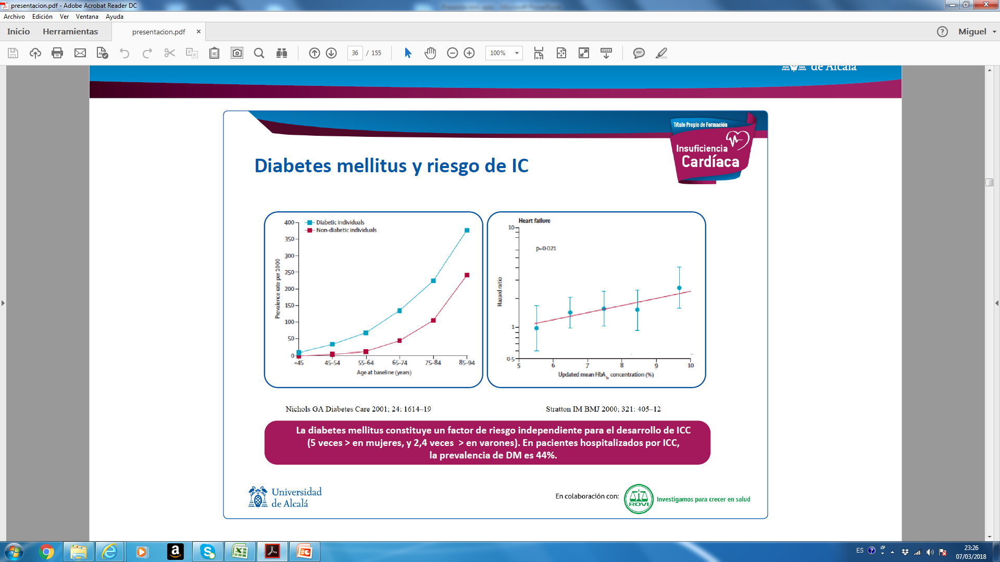 presentacion.pdf - Adobe Acrobat Reader DC
Archivo Edición Ver Ventana Ayuda
Inicio Herramientas presentacion.pdf × Miguel
36 / 155 100%
de Alcalá
Título Propio de Formación
Insuficiencia
Cardíaca
Diabetes mellitus y riesgo de IC
Diabetic individuals
Non-diabetic individuals
400
350
300
250
200
150
100
50
0
Prevalence rate per 1000
<45 45–54 55–64 65–74 75–84 85–94
Age at baseline (years)
Heart failure
10
p=0·021
Hazard ratio
1
0·5
5 6 7 8 9 10
Updated mean HbA1c concentration (%)
Nichols GA Diabetes Care 2001; 24: 1614–19
Stratton IM BMJ 2000; 321: 405–12
La diabetes mellitus constituye un factor de riesgo independiente para el desarrollo de ICC
(5 veces > en mujeres, y 2,4 veces > en varones). En pacientes hospitalizados por ICC,
la prevalencia de DM es 44%.
Universidad
de Alcalá
En colaboración con:
ROVI
Investigamos para crecer en salud
ES
23:26
07/03/2018